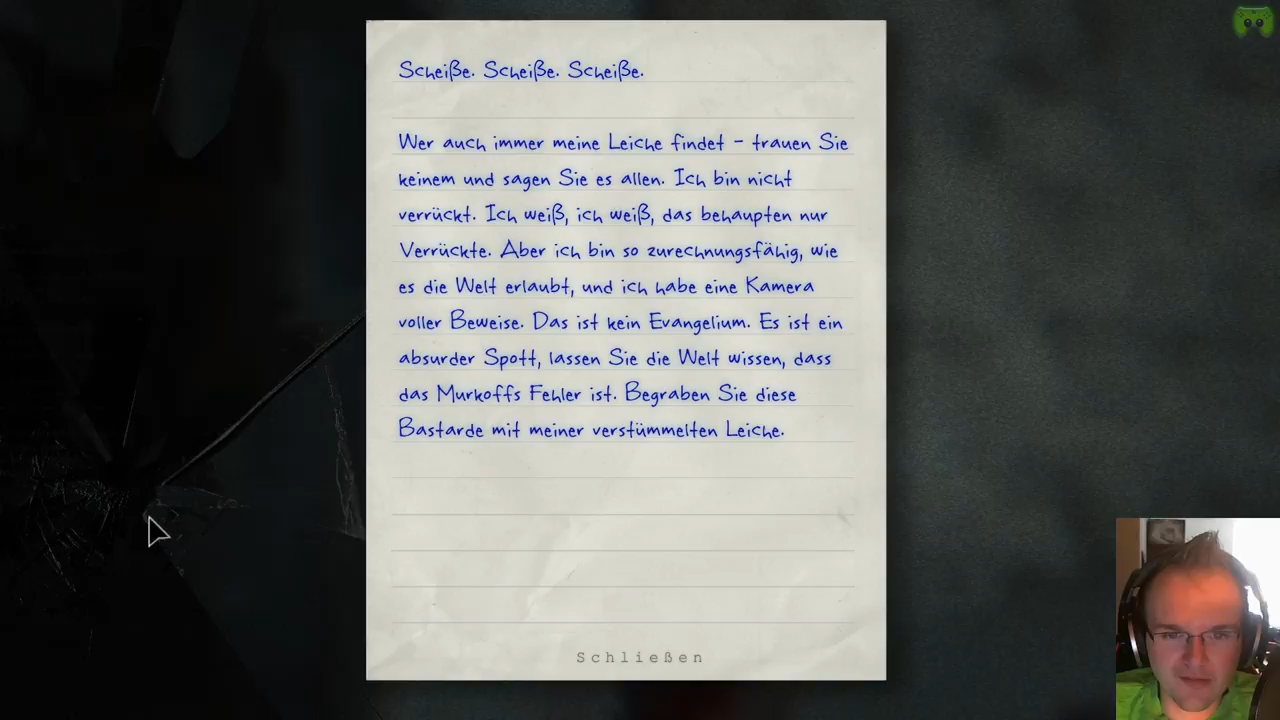 Scheiße. Scheiße. Scheiße.
Wer auch immer meine Leiche findet - trauen Sie
keinem und sagen Sie es allen. Ich bin nicht
verrückt. Ich weiß, ich weiß, das behaupten nur
Verrückte. Aber ich bin so zurechnungsfähig, wie
es die Welt erlaubt, und ich habe eine Kamera
voller Beweise. Das ist kein Evangelium. Es ist ein
absurder Spott, lassen Sie die Welt wissen, dass
das Murkoffs Fehler ist. Begraben Sie diese
Bastarde mit meiner verstümmelten Leiche.
Schließen